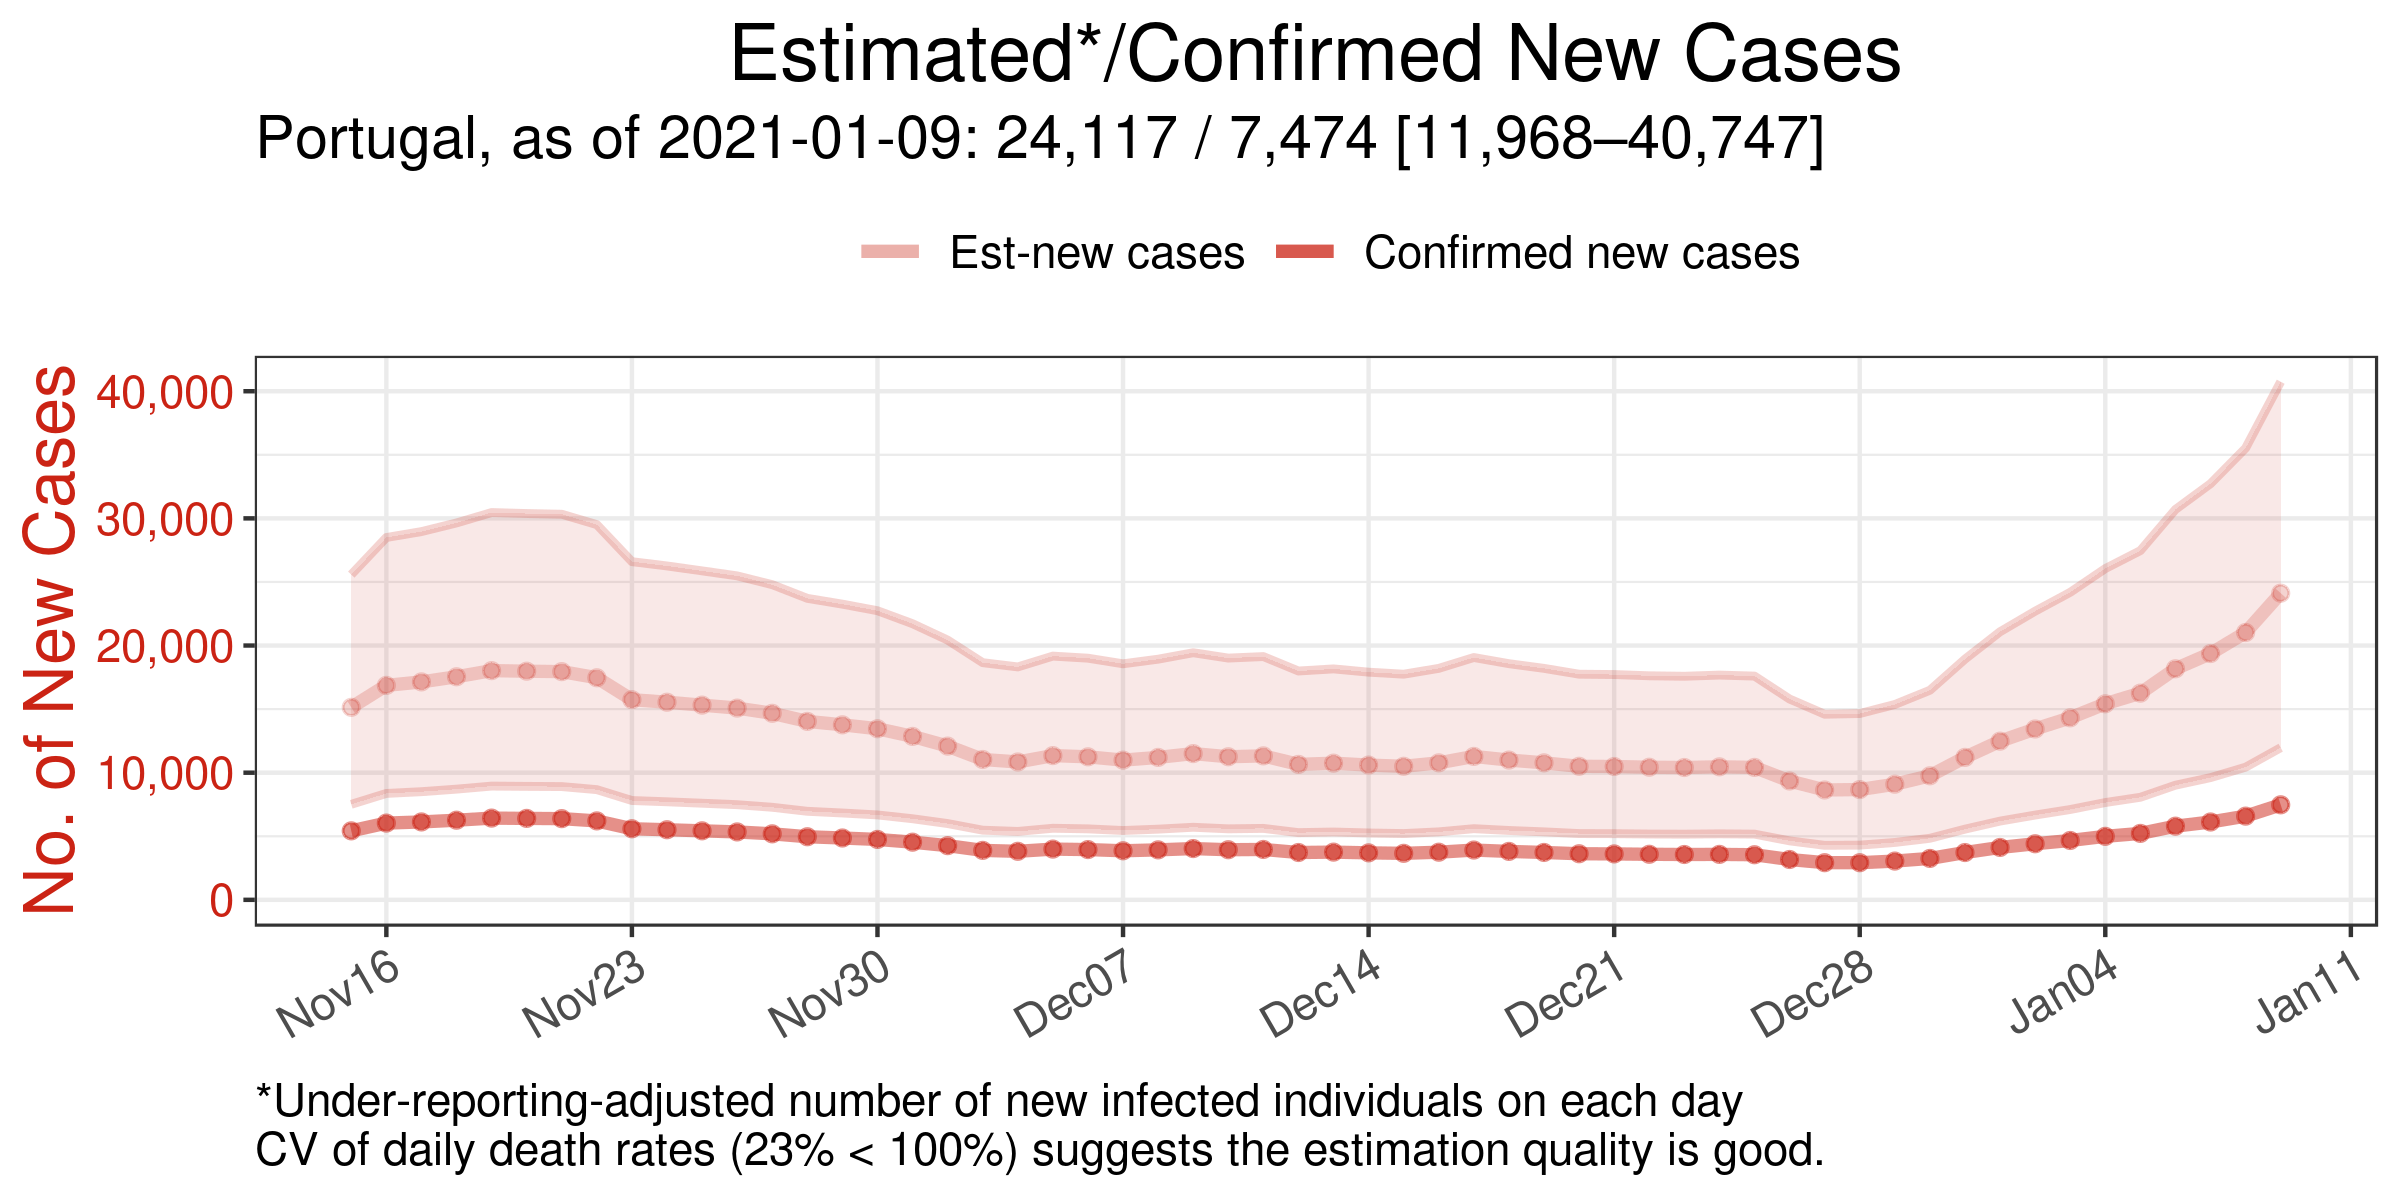 Estimated*/Confirmed New Cases
Portugal, as of 2021-01-09: 24,117 / 7,474 [11,968–40,747]
Est-new cases Confirmed new cases
No. of New Cases
40,000
30,000
20,000
10,000
0
Nov16 Nov23 Nov30 Dec07 Dec14 Dec21 Dec28 Jan04 Jan11
*Under-reporting-adjusted number of new infected individuals on each day
CV of daily death rates (23% < 100%) suggests the estimation quality is good.